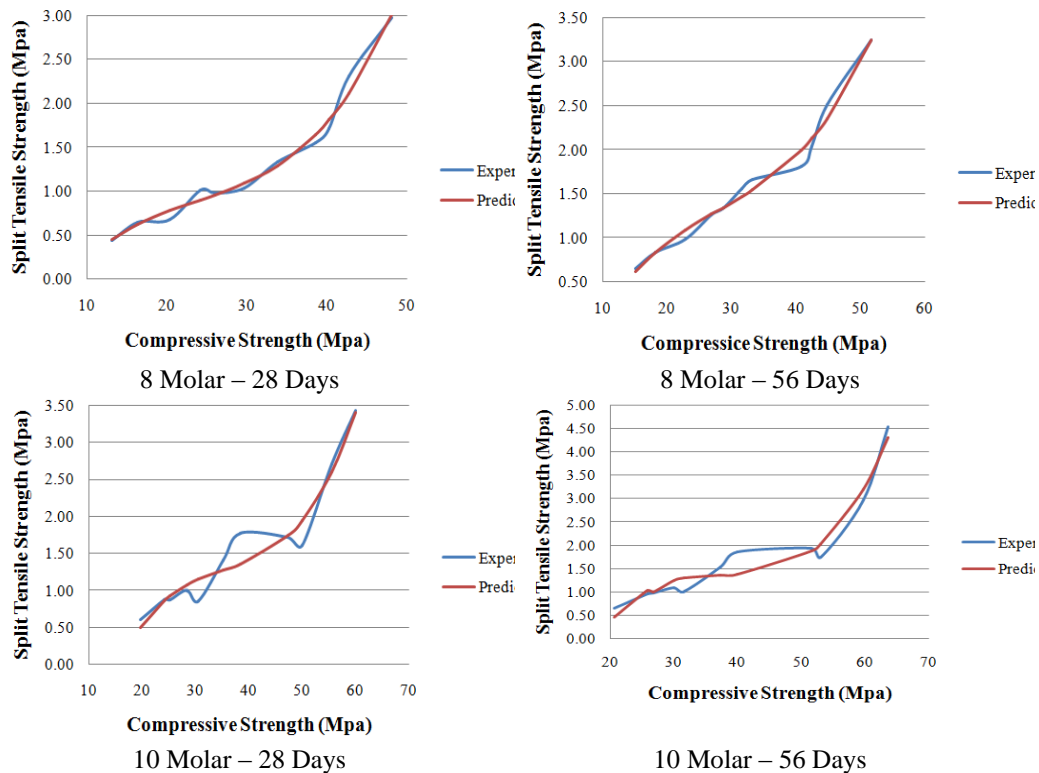 Split Tensile Strength (Mpa)
3.00
2.50
2.00
1.50
1.00
0.50
0.00
10 20 30 40 50
Compressive Strength (Mpa)
Exper
Predic
8 Molar – 28 Days
Split Tensile Strength (Mpa)
3.50
3.00
2.50
2.00
1.50
1.00
0.50
10 20 30 40 50 60
Compressice Strength (Mpa)
Exper
Predic
8 Molar – 56 Days
Split Tensile Strength (Mpa)
3.50
3.00
2.50
2.00
1.50
1.00
0.50
0.00
10 20 30 40 50 60 70
Compressive Strength (Mpa)
Exper
Predic
10 Molar – 28 Days
Split Tensile Strength (Mpa)
5.00
4.50
4.00
3.50
3.00
2.50
2.00
1.50
1.00
0.50
0.00
20 30 40 50 60 70
Compressive Strength (Mpa)
Exper
Predic
10 Molar – 56 Days